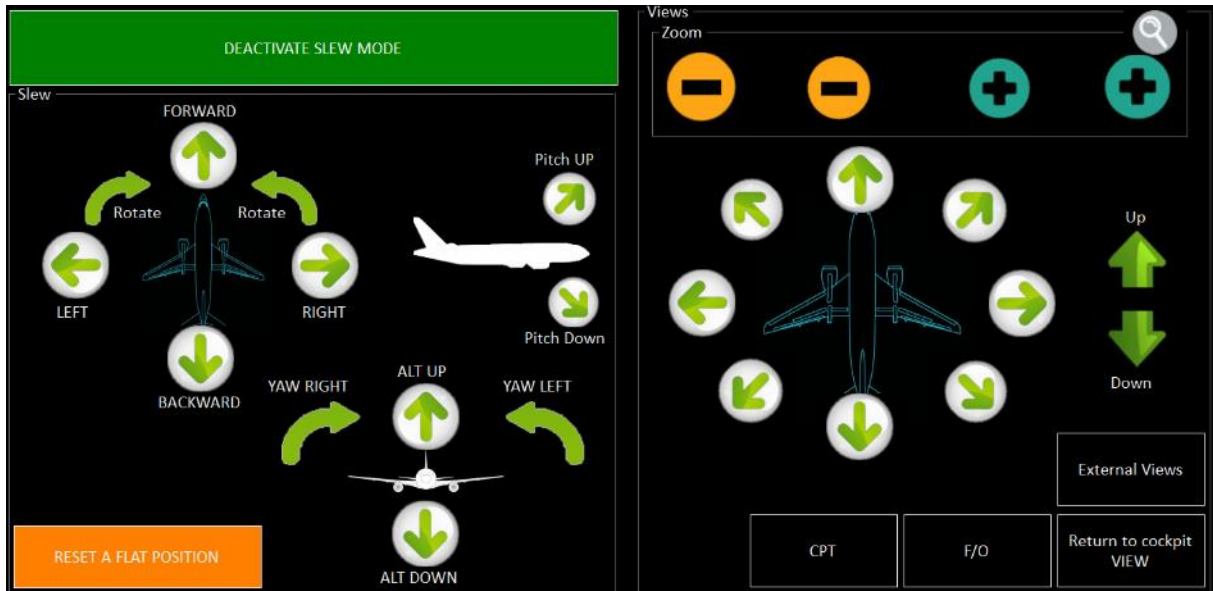 DEACTIVATE SLEW MODE
Slew
FORWARD
Rotate
Rotate
LEFT
RIGHT
BACKWARD
Pitch UP
Pitch Down
YAW RIGHT
ALT UP
YAW LEFT
ALT DOWN
RESET A FLAT POSITION
Views
Zoom
Up
Down
External Views
CPT
F/O
Return to cockpit
VIEW